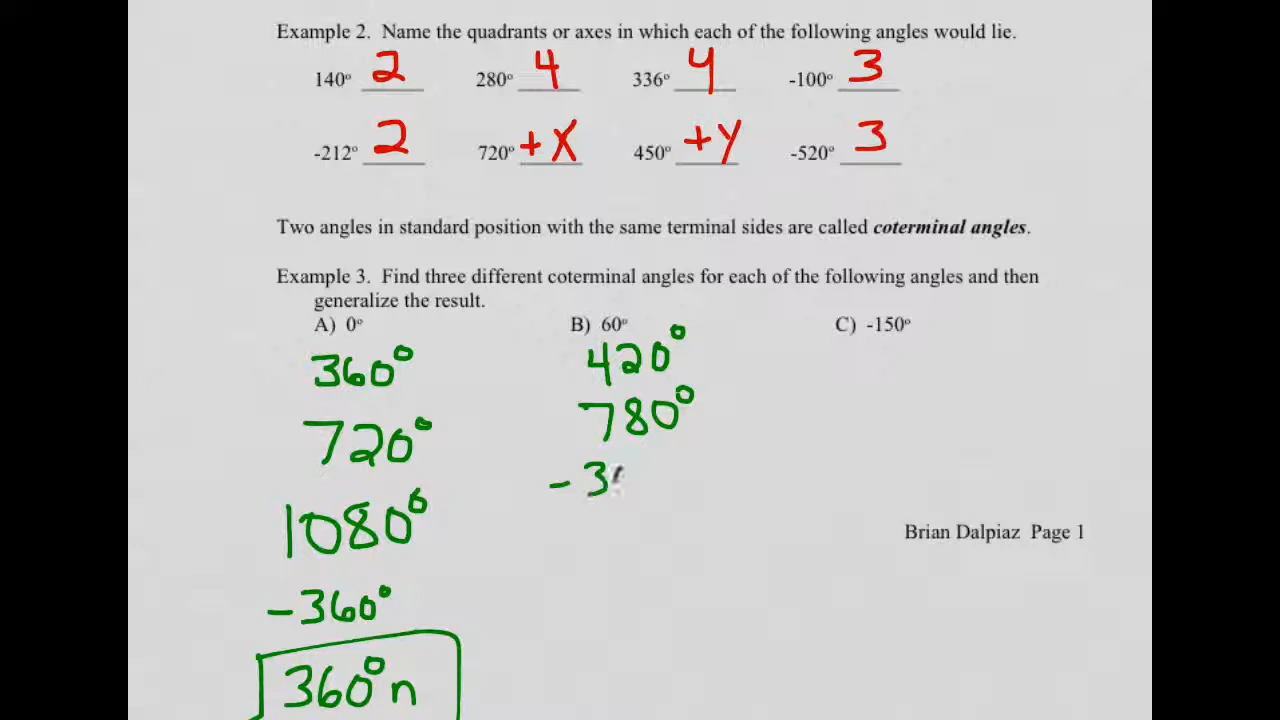 Example 2. Name the quadrants or axes in which each of the following angles would lie.
140° 2 280° 4 336° 4 -100° 3
-212° 2 720° +X 450° +y -520° 3
Two angles in standard position with the same terminal sides are called coterminal angles.
Example 3. Find three different coterminal angles for each of the following angles and then
generalize the result.
A) 0° B) 60° C) -150°
360° 420°
720° 780°
1080° -3
-360°
360°n
Brian Dalpiaz Page 1